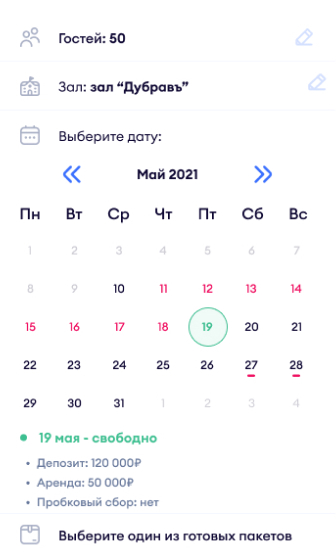 Гостей: 50
Зал: зал “Дубравъ”
Выберите дату:
Май 2021
Пн Вт Ср Чт Пт Сб Вс
1 2 3 4 5 6 7
8 9 10 11 12 13 14
15 16 17 18 19 20 21
22 23 24 25 26 27 28
29 30 31 1 2 3 4
19 мая - свободно
• Депозит: 120 000₽
• Аренда: 50 000₽
• Пробковый сбор: нет
Выберите один из готовых пакетов